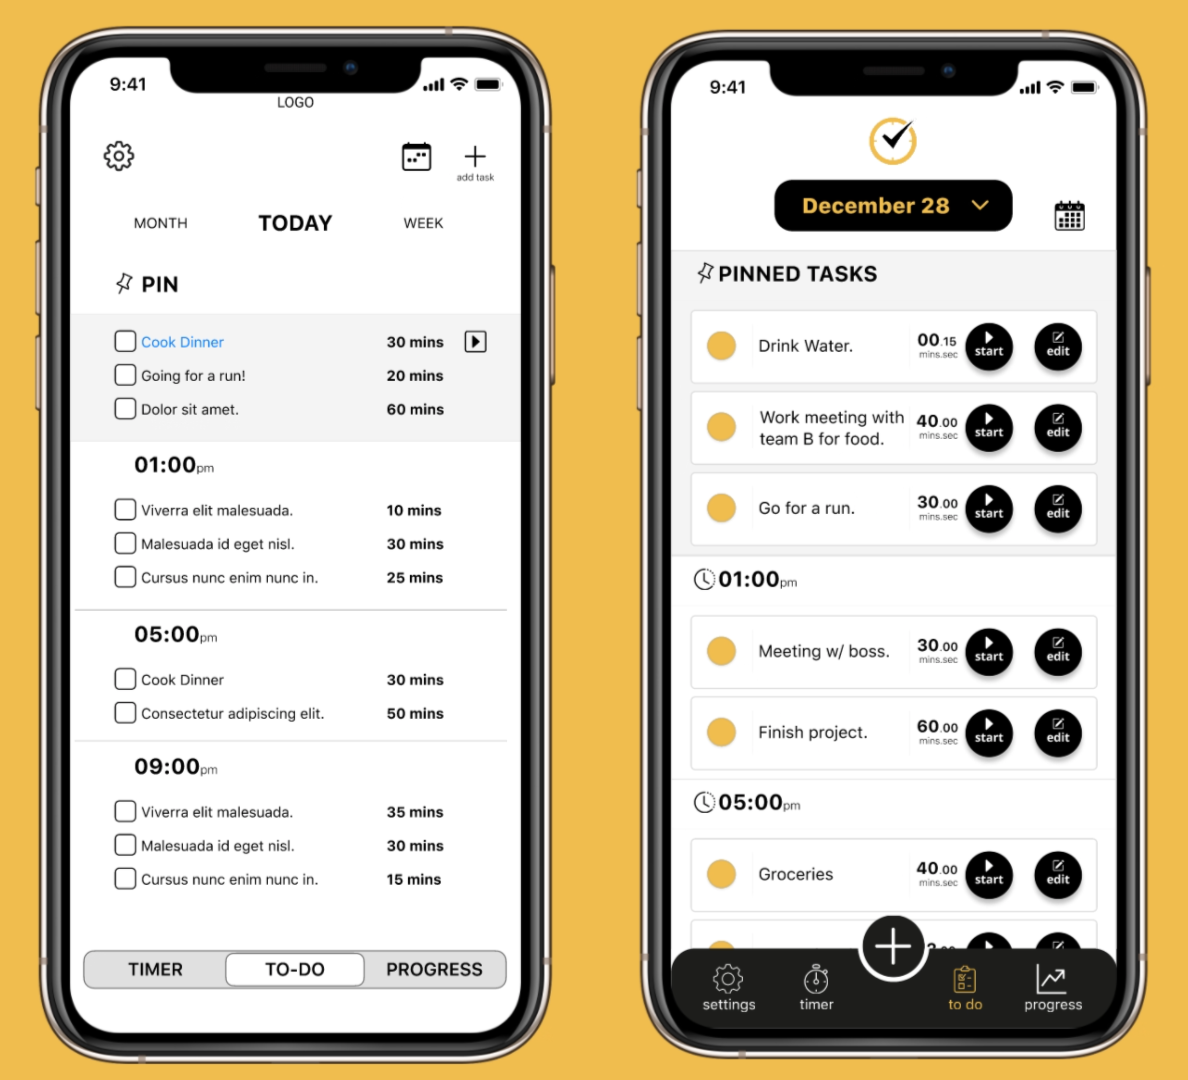 9:41
LOGO
add task
MONTH TODAY WEEK
PIN
Cook Dinner 30 mins
Going for a run! 20 mins
Dolor sit amet. 60 mins
01:00pm
Viverra elit malesuada. 10 mins
Malesuada id eget nisl. 30 mins
Cursus nunc enim nunc in. 25 mins
05:00pm
Cook Dinner 30 mins
Consectetur adipiscing elit. 50 mins
09:00pm
Viverra elit malesuada. 35 mins
Malesuada id eget nisl. 30 mins
Cursus nunc enim nunc in. 15 mins
TIMER TO-DO PROGRESS
9:41
December 28
PINNED TASKS
Drink Water. 00.15 mins.sec start edit
Work meeting with
team B for food. 40.00 mins.sec start edit
Go for a run. 30.00 mins.sec start edit
01:00pm
Meeting w/ boss. 30.00 mins.sec start edit
Finish project. 60.00 mins.sec start edit
05:00pm
Groceries 40.00 mins.sec start edit
settings timer to do progress